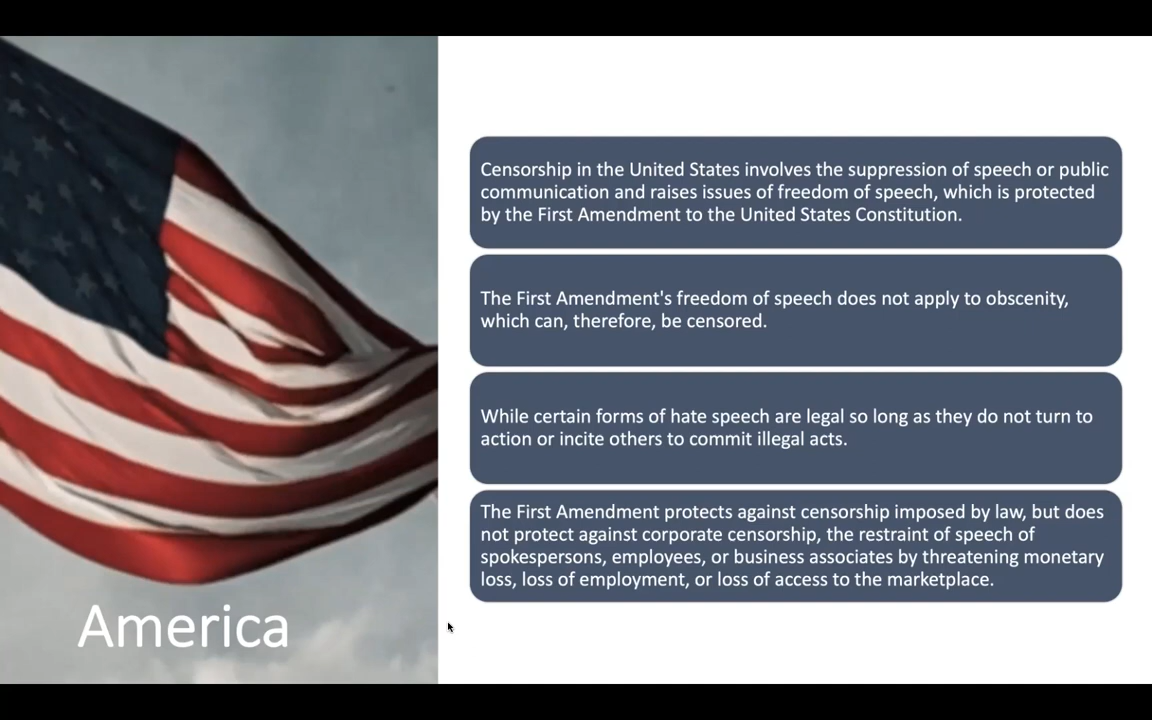 Censorship in the United States involves the suppression of speech or public
communication and raises issues of freedom of speech, which is protected
by the First Amendment to the United States Constitution.
The First Amendment's freedom of speech does not apply to obscenity,
which can, therefore, be censored.
While certain forms of hate speech are legal so long as they do not turn to
action or incite others to commit illegal acts.
The First Amendment protects against censorship imposed by law, but does
not protect against corporate censorship, the restraint of speech of
spokespersons, employees, or business associates by threatening monetary
loss, loss of employment, or loss of access to the marketplace.
America